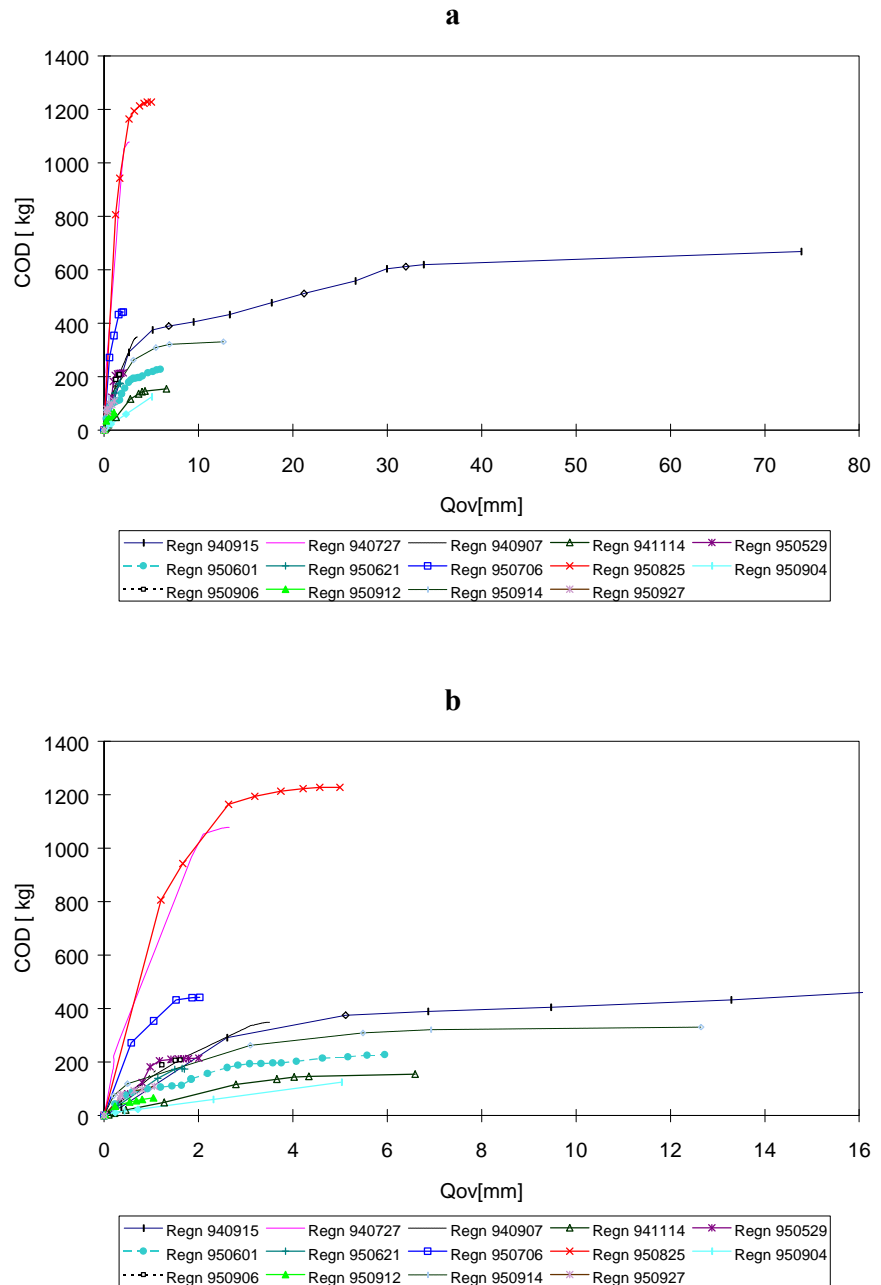 a
1400
1200
1000
800
600
400
200
0
COD [ kg]
0 10 20 30 40 50 60 70 80
Qov[mm]
Regn 940915 Regn 940727 Regn 940907 Regn 941114 Regn 950529
Regn 950601 Regn 950621 Regn 950706 Regn 950825 Regn 950904
Regn 950906 Regn 950912 Regn 950914 Regn 950927
b
1400
1200
1000
800
600
400
200
0
COD [ kg]
0 2 4 6 8 10 12 14 16
Qov[mm]
Regn 940915 Regn 940727 Regn 940907 Regn 941114 Regn 950529
Regn 950601 Regn 950621 Regn 950706 Regn 950825 Regn 950904
Regn 950906 Regn 950912 Regn 950914 Regn 950927